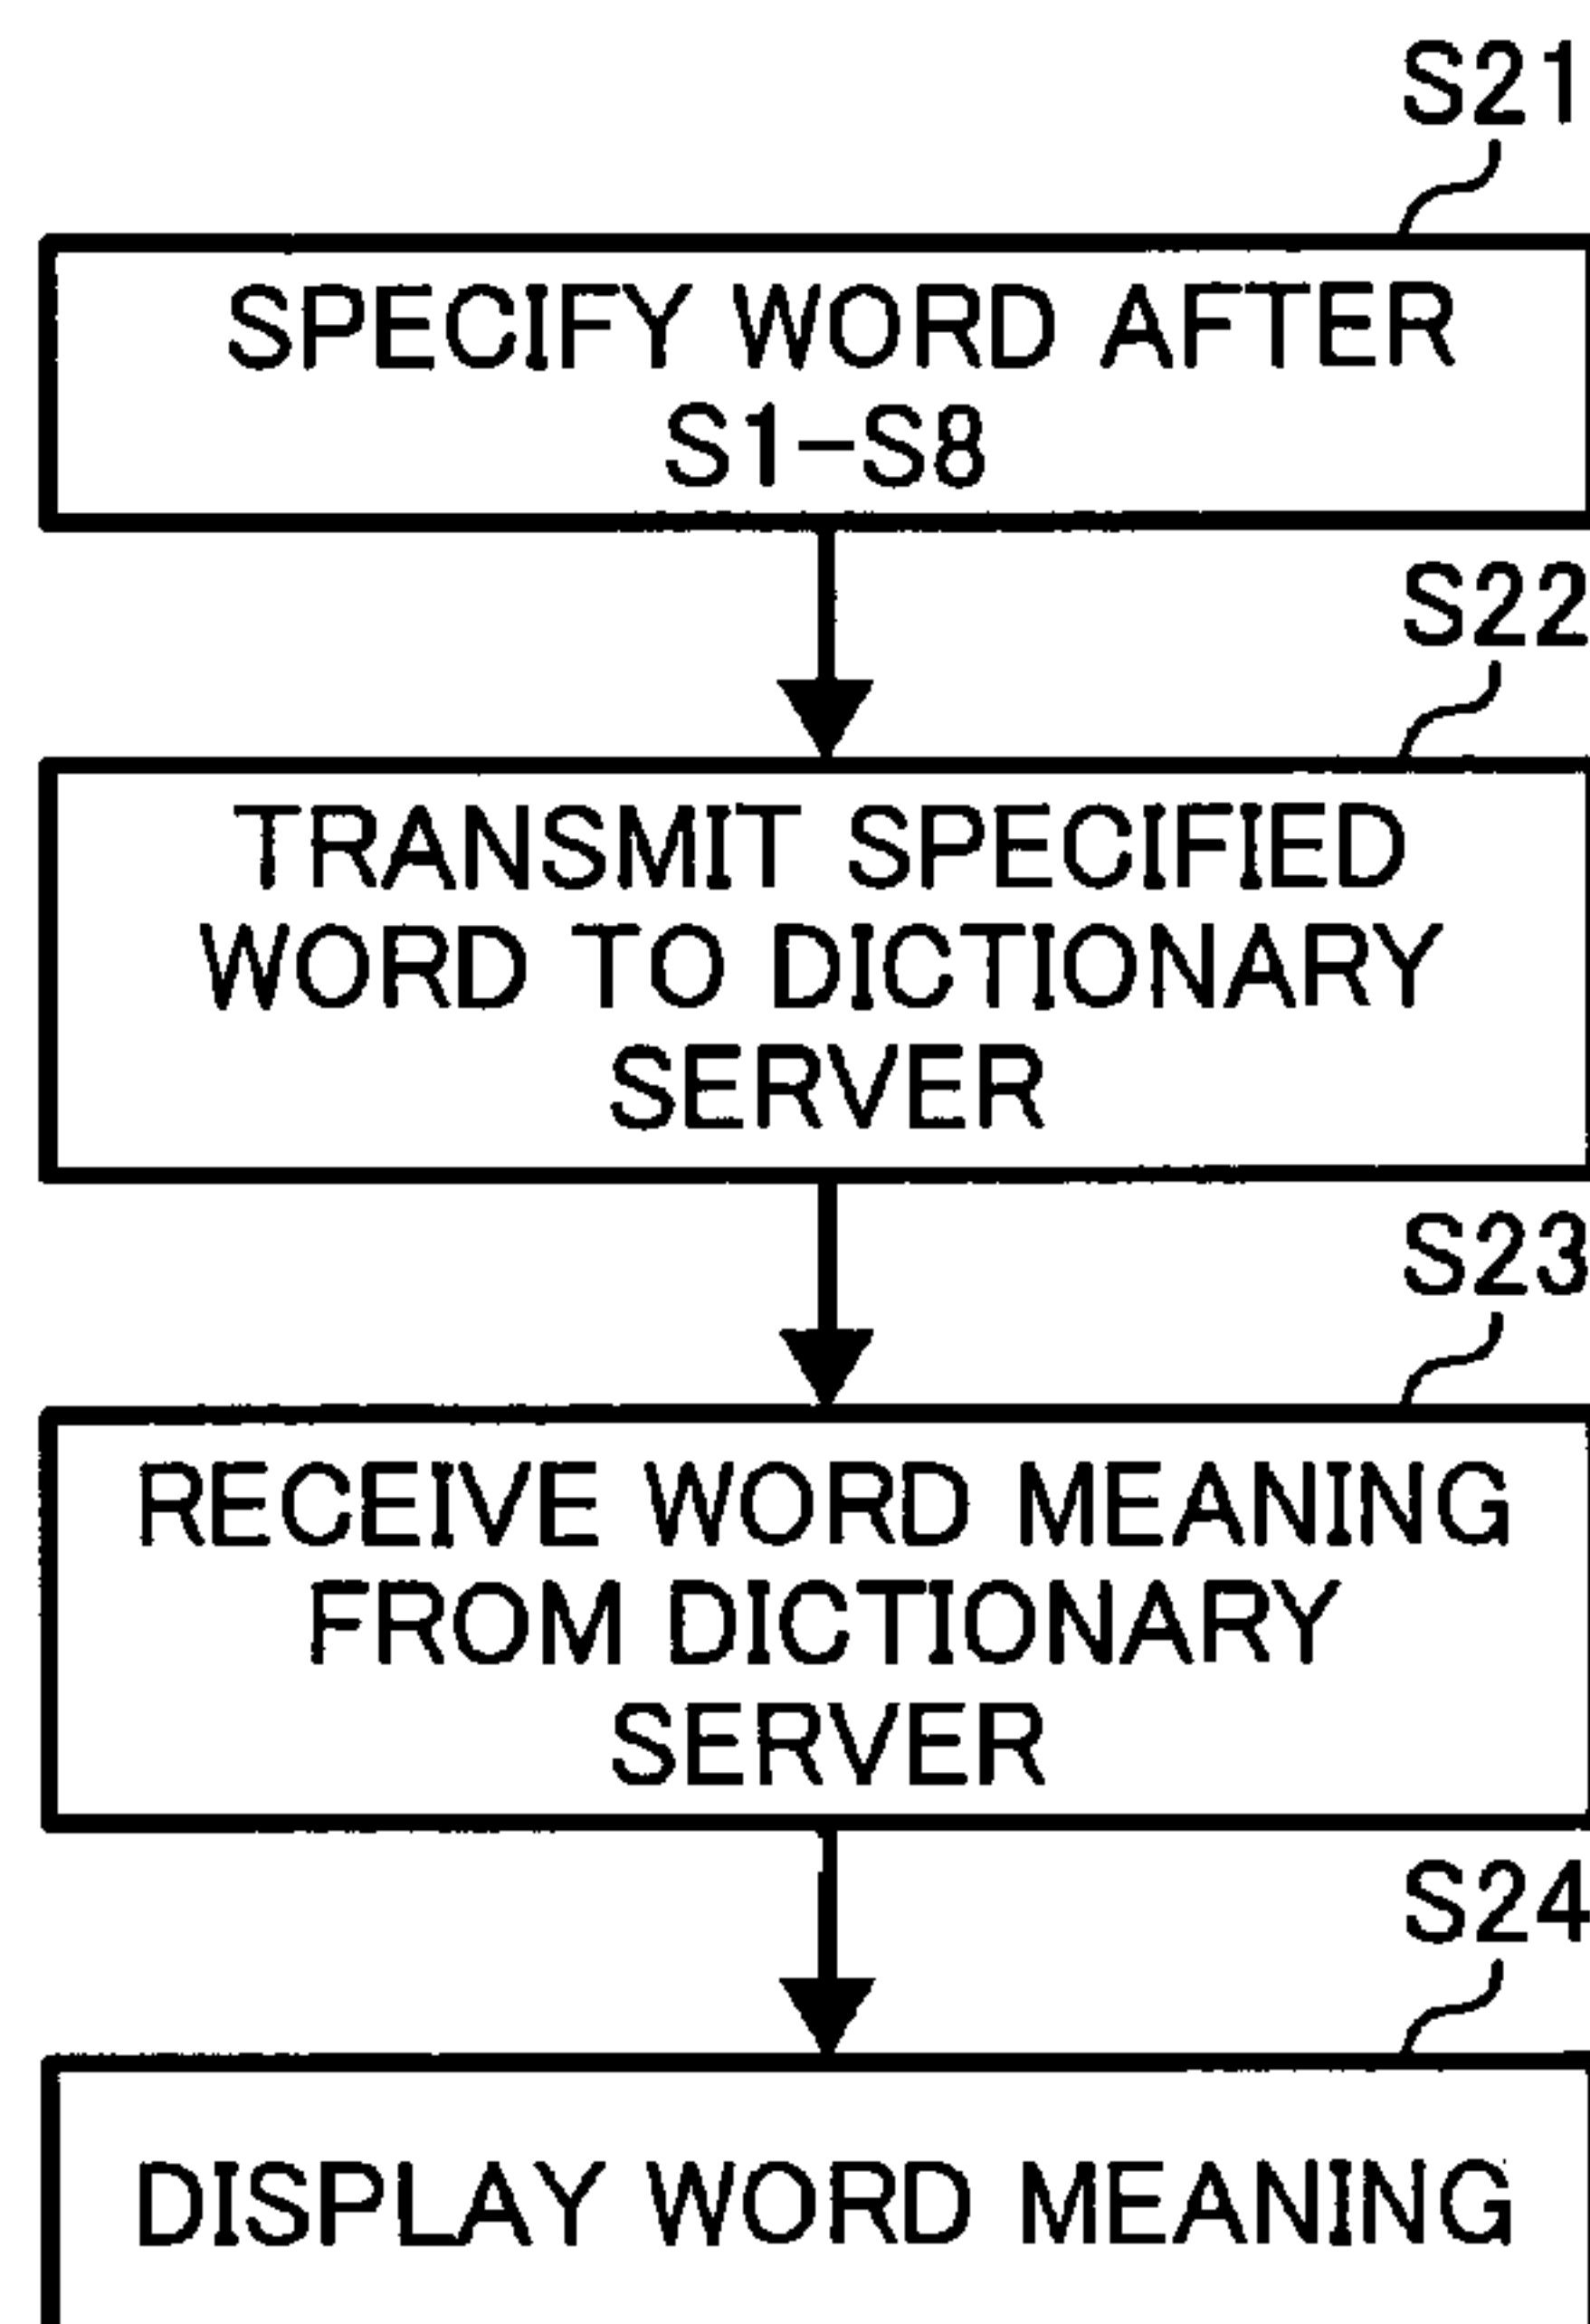 S21
SPECIFY WORD AFTER
S1-S8
S22
TRANSMIT SPECIFIED
WORD TO DICTIONARY
SERVER
S23
RECEIVE WORD MEANING
FROM DICTIONARY
SERVER
S24
DISPLAY WORD MEANING